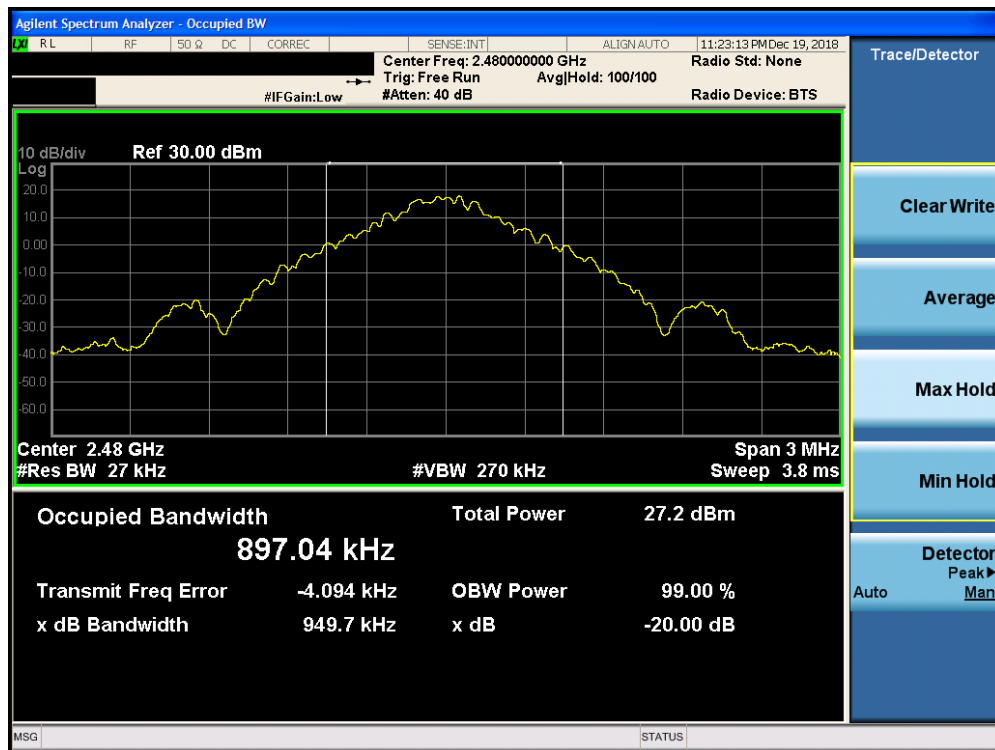 Agilent Spectrum Analyzer - Occupied BW
LXI RL RF 50 Ω DC CORREC SENSE:INT ALIGN AUTO 11:23:13 PM Dec 19, 2018
Trace/Detector
Center Freq: 2.480000000 GHz Radio Std: None
Trig: Free Run Avg|Hold: 100/100
#IFGain:Low #Atten: 40 dB Radio Device: BTS
10 dB/div Ref 30.00 dBm
Log
20.0
10.0
0.00
-10.0
-20.0
-30.0
-40.0
-50.0
-60.0
Center 2.48 GHz Span 3 MHz
#Res BW 27 kHz #VBW 270 kHz Sweep 3.8 ms
Occupied Bandwidth Total Power 27.2 dBm
897.04 kHz
Transmit Freq Error -4.094 kHz OBW Power 99.00 %
x dB Bandwidth 949.7 kHz x dB -20.00 dB
Clear Write
Average
Max Hold
Min Hold
Detector
Peak▶
Auto Man
MSG STATUS